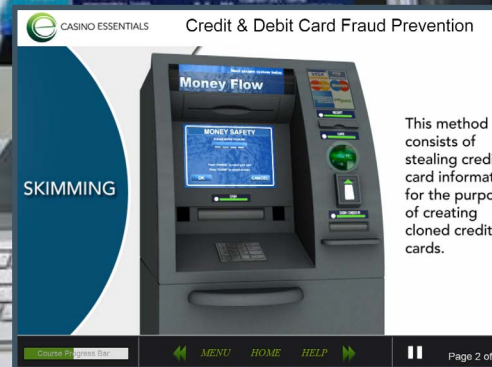 CASINO ESSENTIALS
Credit & Debit Card Fraud Prevention
Money Flow
VISA
MONEY SAFETY
OK
CANCEL
SKIMMING
This method
consists of
stealing credi
card informat
for the purpo
of creating
cloned credit
cards.
Course Progress Bar
MENU HOME HELP
Page 2 of